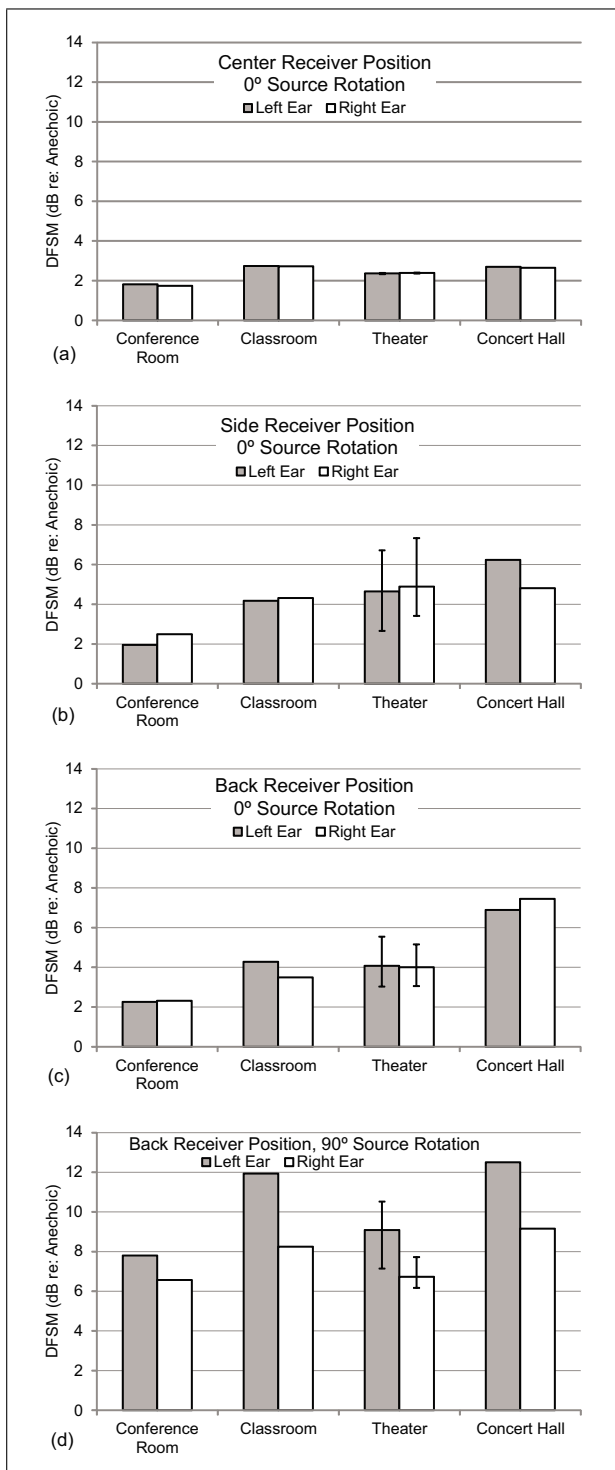 14
12
10
8
6
4
2
0
DFSM (dB re: Anechoic)
Center Receiver Position
0º Source Rotation
Left Ear Right Ear
Conference Room
Classroom
Theater
Concert Hall
(a)
14
12
10
8
6
4
2
0
DFSM (dB re: Anechoic)
Side Receiver Position
0º Source Rotation
Left Ear Right Ear
Conference Room
Classroom
Theater
Concert Hall
(b)
14
12
10
8
6
4
2
0
DFSM (dB re: Anechoic)
Back Receiver Position
0º Source Rotation
Left Ear Right Ear
Conference Room
Classroom
Theater
Concert Hall
(c)
14
12
10
8
6
4
2
0
DFSM (dB re: Anechoic)
Back Receiver Position, 90º Source Rotation
Left Ear Right Ear
Conference Room
Classroom
Theater
Concert Hall
(d)